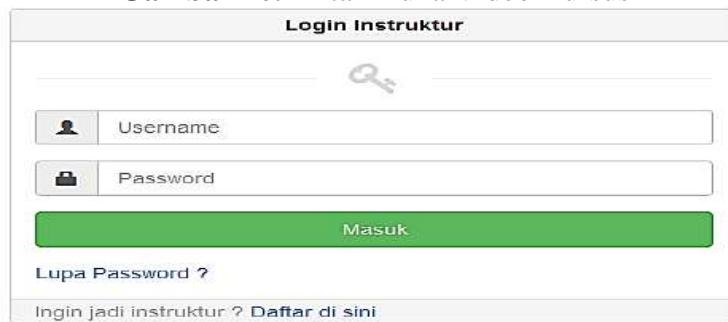 Login Instruktur
Username
Password
Masuk
Lupa Password ?
Ingin jadi instruktur ? Daftar di sini